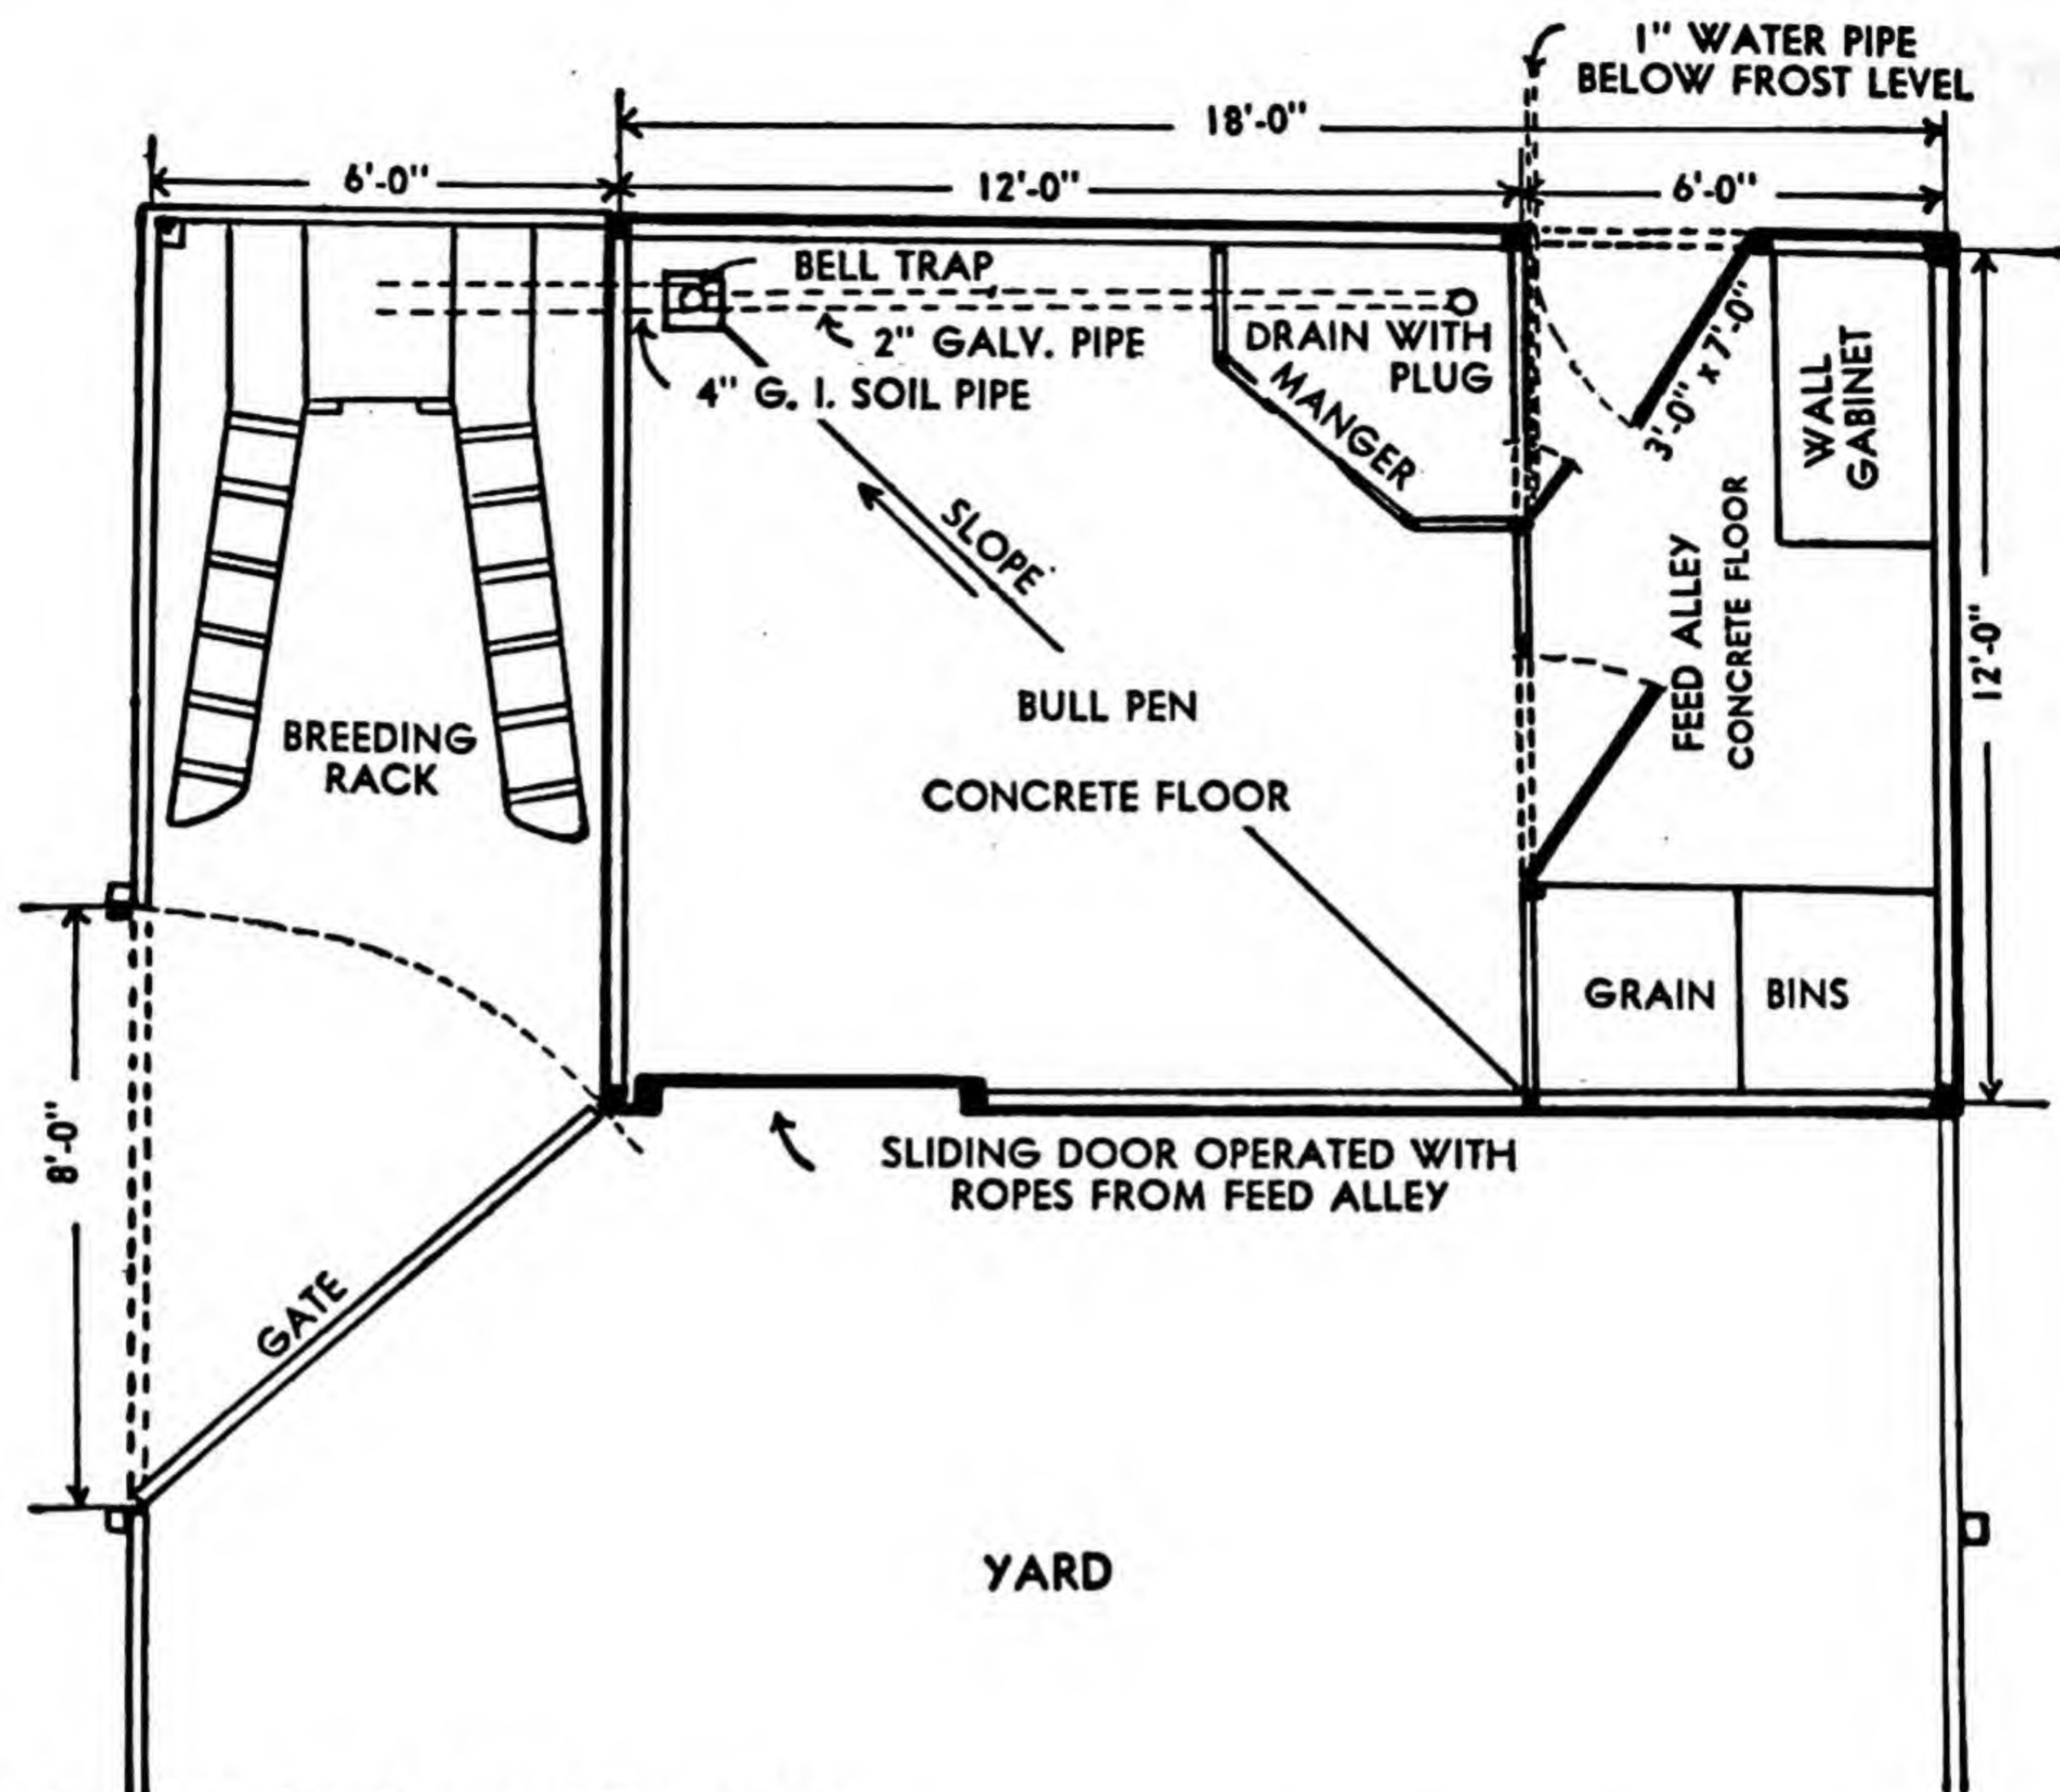 1" WATER PIPE
BELOW FROST LEVEL
18'-0"
6'-0"
12'-0"
6'-0"
BELL TRAP
2" GALV. PIPE
4" G. I. SOIL PIPE
DRAIN WITH
PLUG
MANGER
3'-0" x 7'-0"
WALL
GABINET
SLOPE
FEED ALLEY
CONCRETE FLOOR
12'-0"
BREEDING
RACK
BULL PEN
CONCRETE FLOOR
GRAIN BINS
8'-0"
SLIDING DOOR OPERATED WITH
ROPES FROM FEED ALLEY
GATE
YARD